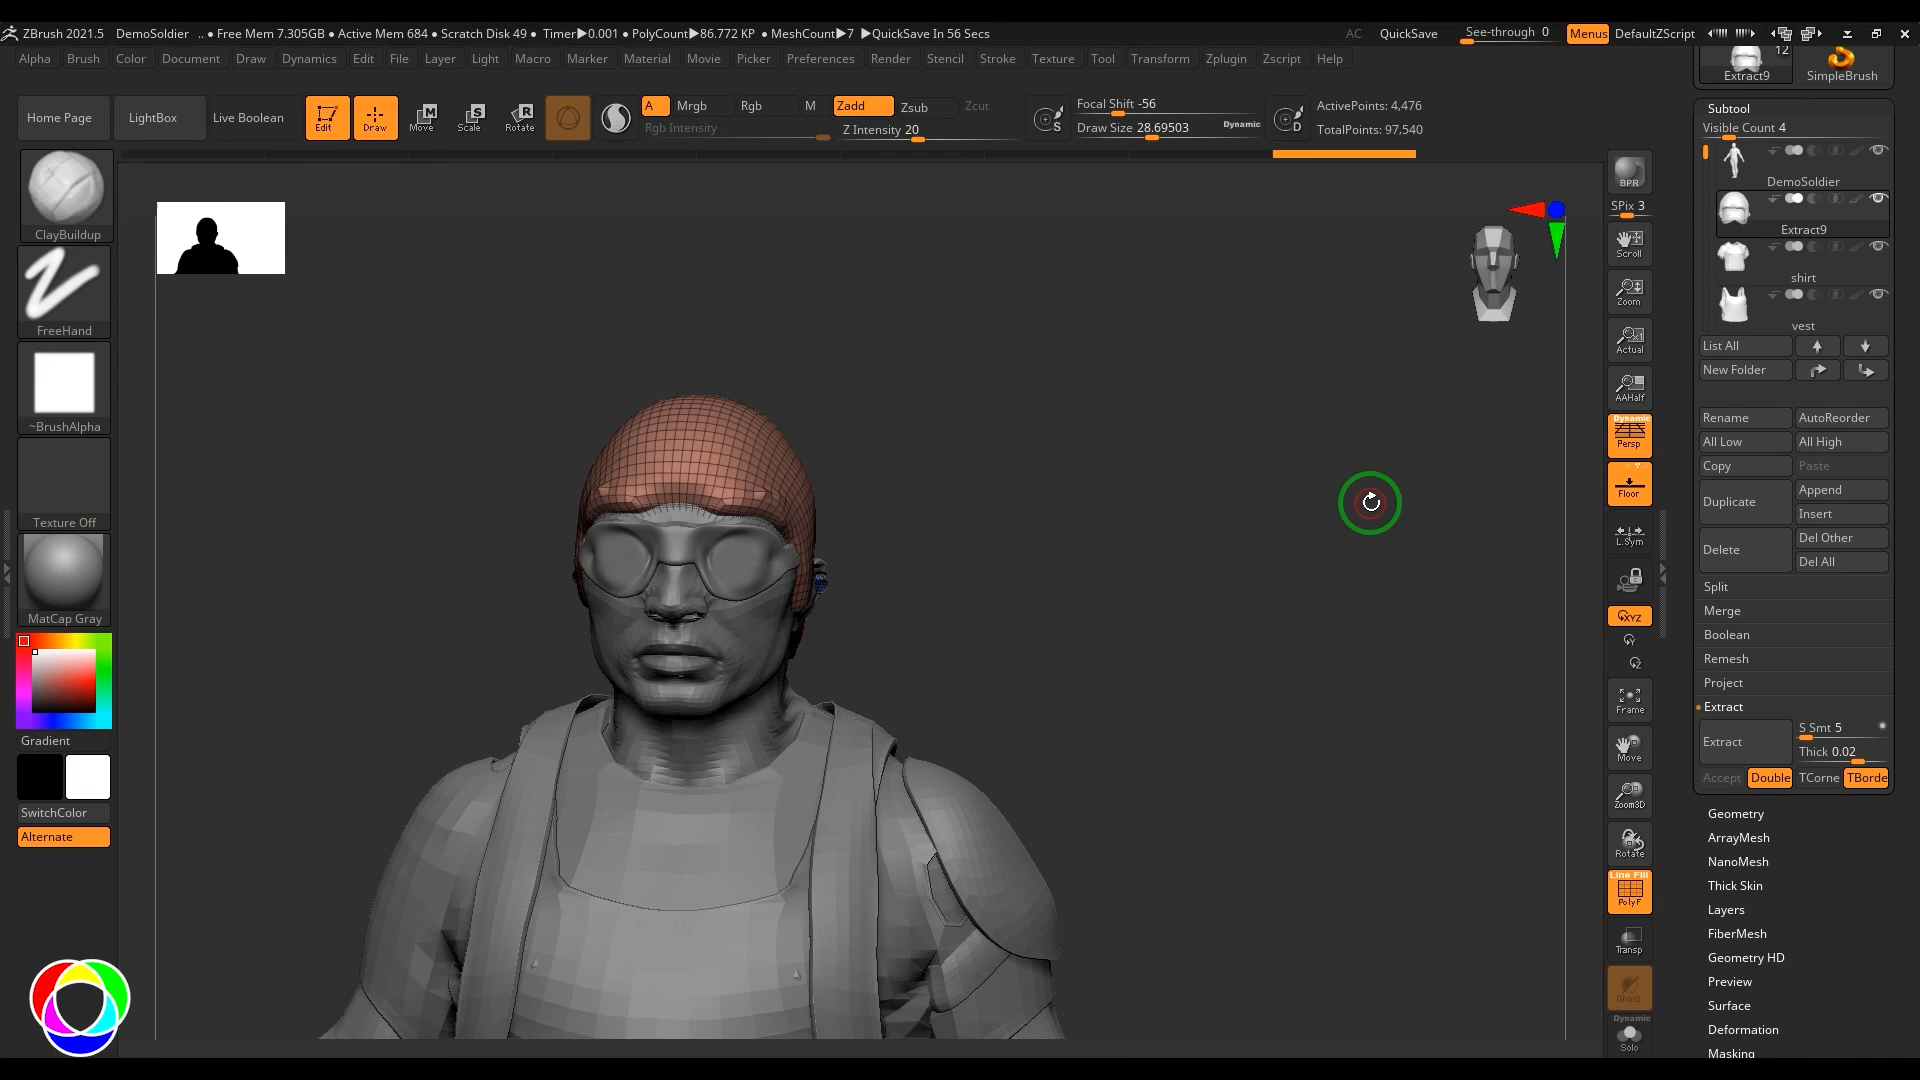 ZBrush 2021.5 DemoSoldier .. ● Free Mem 7.305GB ● Active Mem 684 ● Scratch Disk 49 ● Timer▶0.001 ● PolyCount▶86.772 KP ● MeshCount▶7 ▶QuickSave In 56 Secs AC QuickSave See-through 0 Menus DefaultZScript
Alpha Brush Color Document Draw Dynamics Edit File Layer Light Macro Marker Material Movie Picker Preferences Render Stencil Stroke Texture Tool Transform Zplugin Zscript Help
12
Extract9 SimpleBrush
Home Page LightBox Live Boolean Edit Draw Move Scale Rotate
A Mrgb Rgb M Zadd Zsub Zcut
Rgb Intensity Z Intensity 20
Focal Shift -56
Draw Size 28.69503 Dynamic
S D
ActivePoints: 4,476
TotalPoints: 97,540
ClayBuildup
FreeHand
~BrushAlpha
Texture Off
MatCap Gray
Gradient
SwitchColor
Alternate
BPR
SPix 3
Scroll
Zoom
Actual
AAHalf
Dynamic
Persp
Floor
L.Sym
XYZ
Y
Z
Frame
Move
Zoom3D
Rotate
Line Fill
PolyF
Transp
Ghost
Dynamic
Solo
Subtool
Visible Count 4
DemoSoldier
Extract9
shirt
vest
List All
New Folder
Rename AutoReorder
All Low All High
Copy Paste
Duplicate Append
Insert
Delete Del Other
Del All
Split
Merge
Boolean
Remesh
Project
Extract
Extract S Smt 5
Thick 0.02
Accept Double TCorne TBorde
Geometry
ArrayMesh
NanoMesh
Thick Skin
Layers
FiberMesh
Geometry HD
Preview
Surface
Deformation
Masking